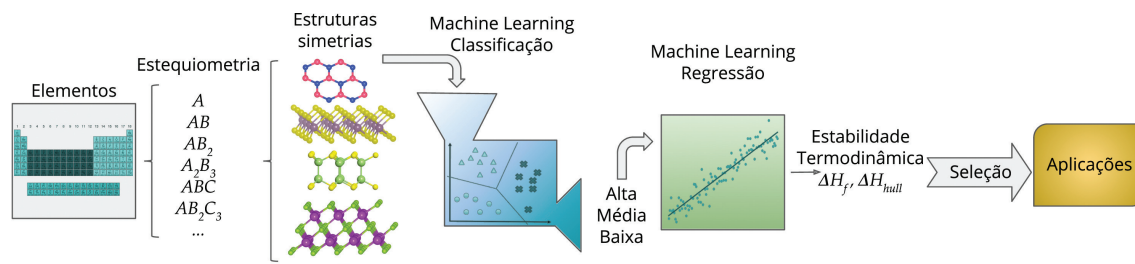 Elementos
Estequiometria
A
AB
AB2
A2B3
ABC
AB2C3
...
Estruturas
simetrias
Machine Learning
Classificação
Alta
Média
Baixa
Machine Learning
Regressão
Estabilidade
Termodinâmica
ΔHf, ΔHhull
Seleção
Aplicações